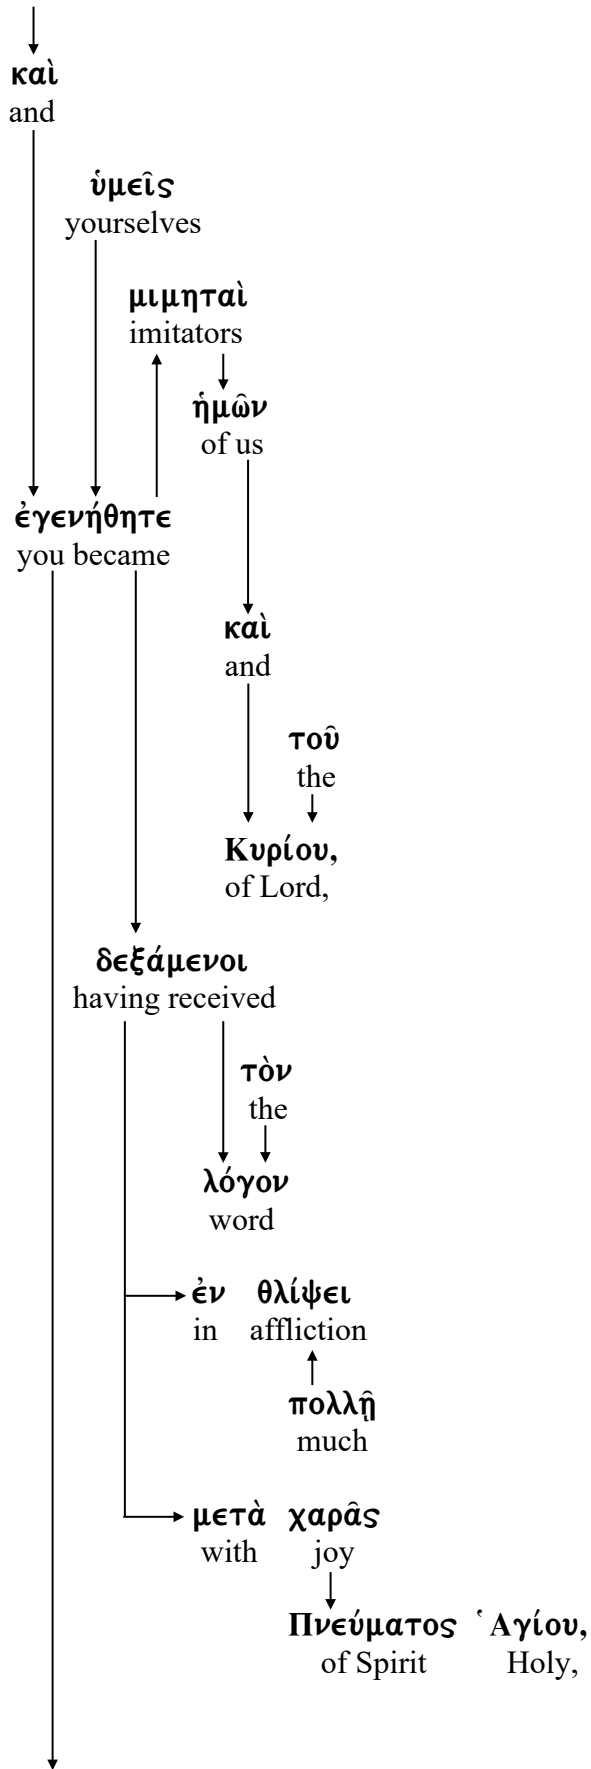 καὶ
and
ὑμεῖς
yourselves
μιμηταὶ
imitators
ἡμῶν
of us
ἐγενήθητε
you became
καὶ
and
τοῦ
the
Κυρίου,
of Lord,
δεξάμενοι
having received
τὸν
the
λόγον
word
ἐν θλίψει
in affliction
πολλῇ
much
μετὰ χαρᾶς
with joy
Πνεύματος Ἁγίου,
of Spirit Holy,